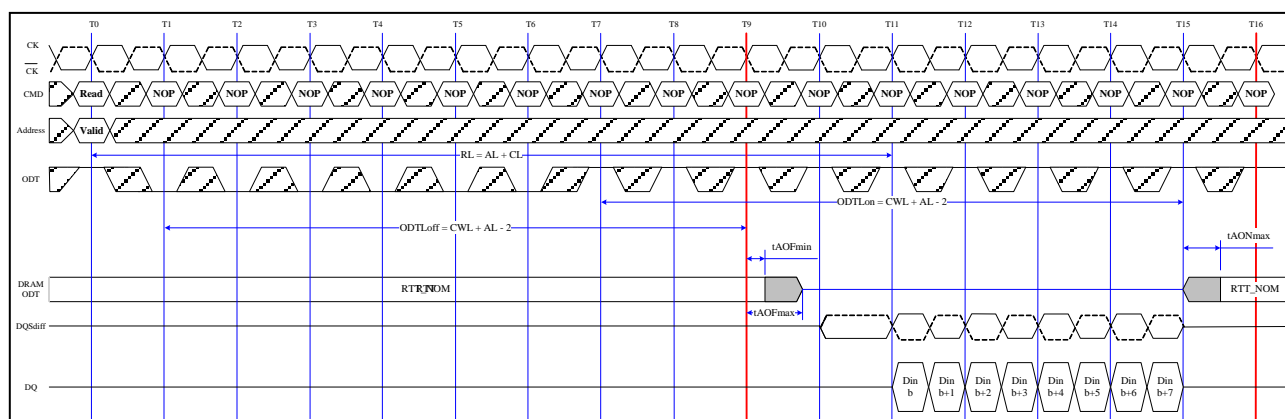 T0 T1 T2 T3 T4 T5 T6 T7 T8 T9 T10 T11 T12 T13 T14 T15 T16
CK
CK
CMD Read NOP NOP NOP NOP NOP NOP NOP NOP NOP NOP NOP NOP NOP NOP NOP NOP
Address Valid
RL = AL + CL
ODT
ODTLon = CWL + AL - 2
ODTLoff = CWL + AL - 2
tAOFmin
tAONmax
DRAM
ODT
RTT_NOM
RTT_NOM
tAOFmax
DQSdiff
DQ
Din b
Din b+1
Din b+2
Din b+3
Din b+4
Din b+5
Din b+6
Din b+7